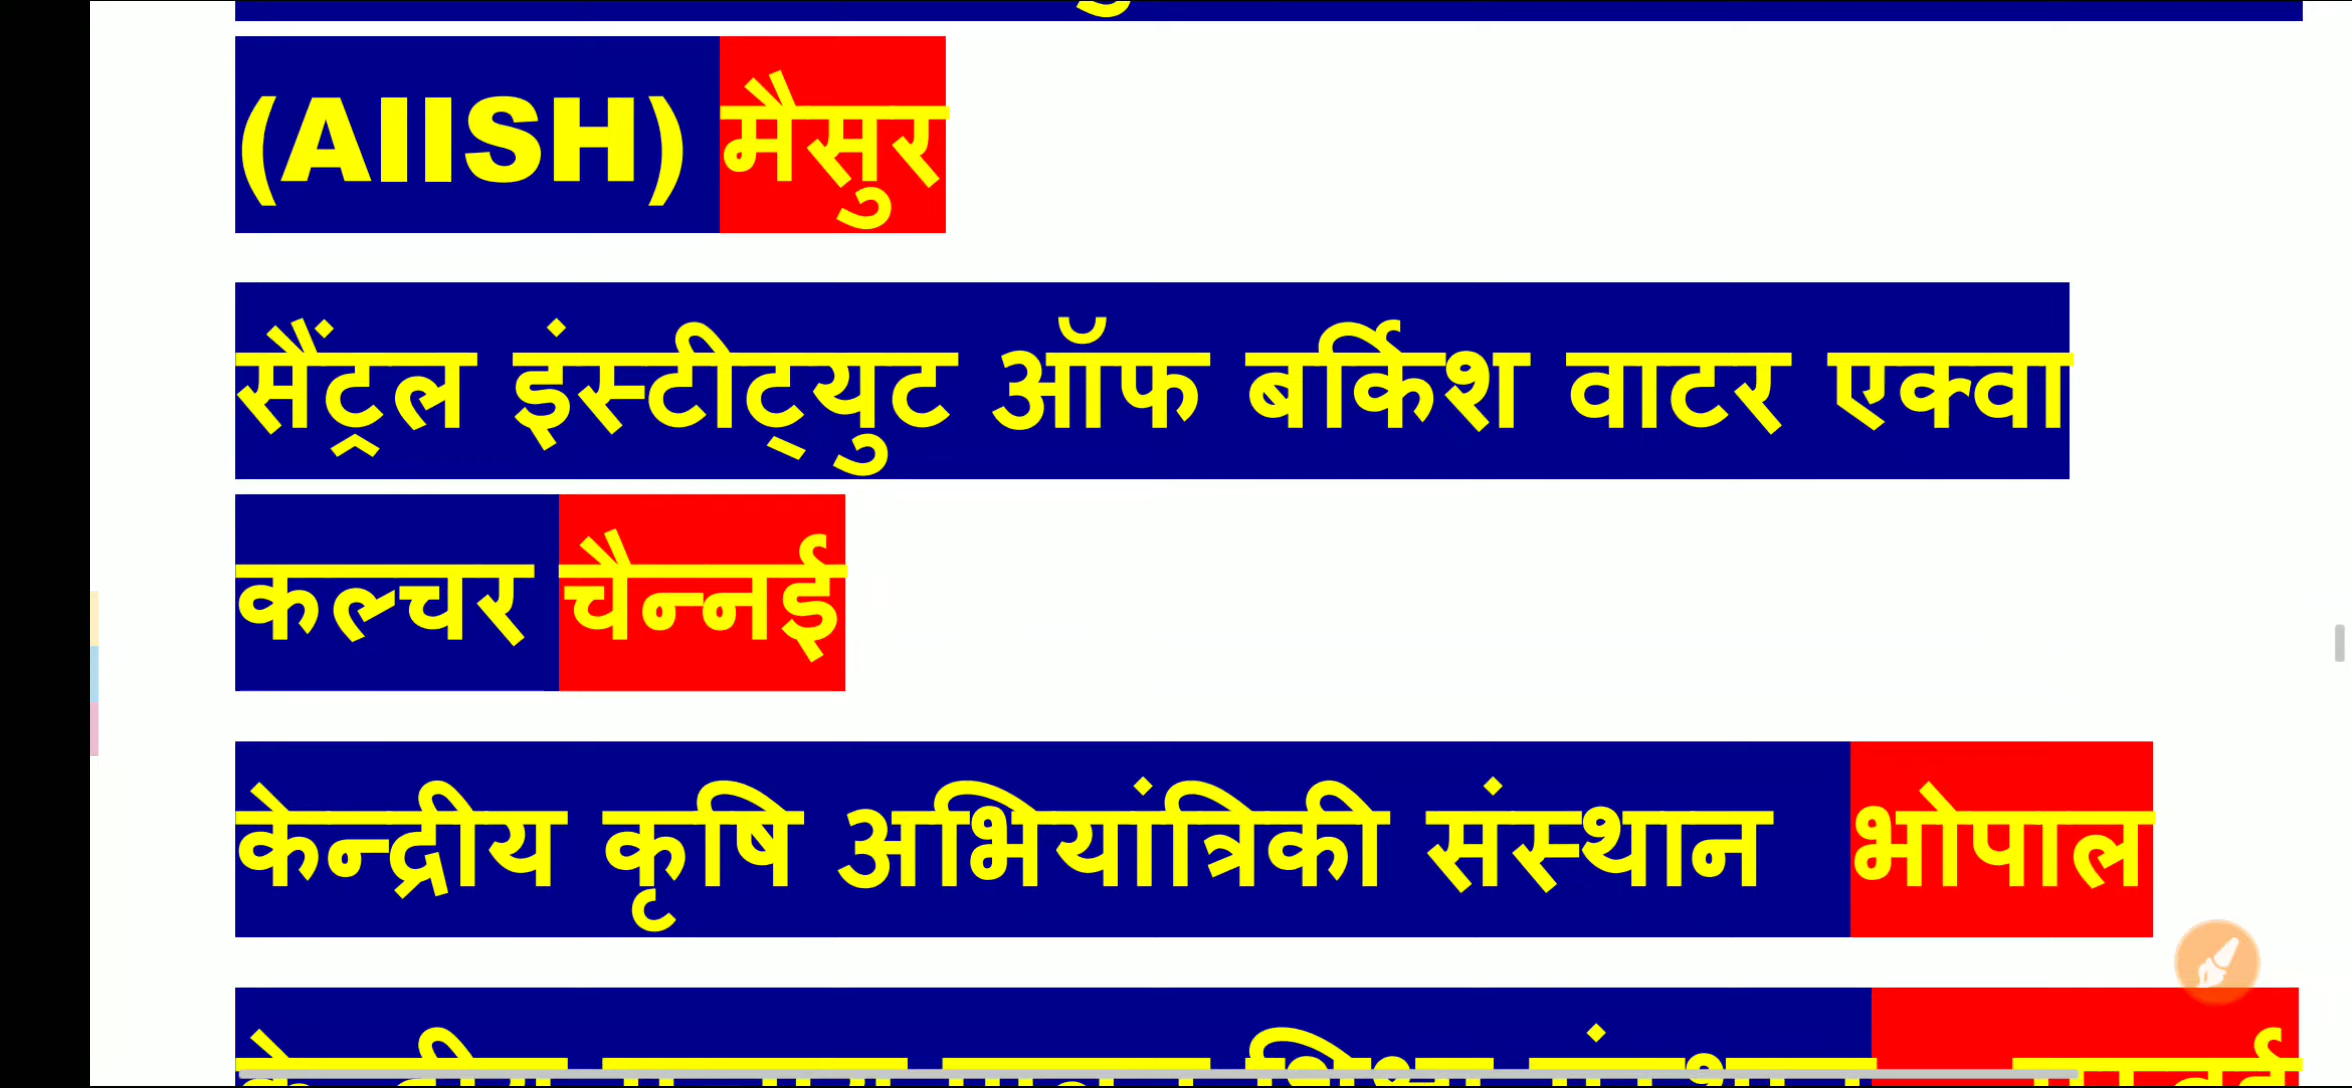 (AIISH) मैसुर
सैंट्रल इंस्टीट्युट ऑफ बर्किश वाटर एक्वा
कल्चर चैन्नई
केन्द्रीय कृषि अभियांत्रिकी संस्थान भोपाल